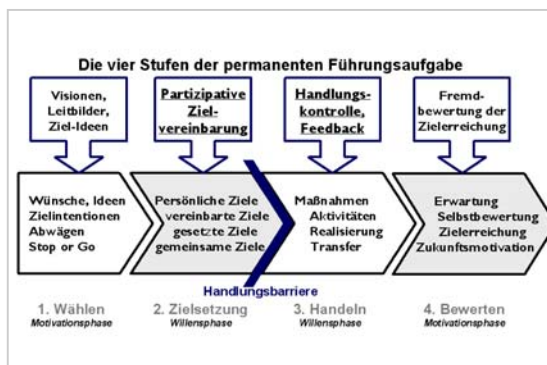 Die vier Stufen der permanenten Führungsaufgabe
Visionen,
Leitbilder,
Ziel-Ideen
Partizipative
Ziel-
vereinbarung
Handlungs-
kontrolle,
Feedback
Fremd-
bewertung der
Zielerreichung
Wünsche, Ideen
Zielintentionen
Abwägen
Stop or Go
Persönliche Ziele
vereinbarte Ziele
gesetzte Ziele
gemeinsame Ziele
Maßnahmen
Aktivitäten
Realisierung
Transfer
Erwartung
Selbstbewertung
Zielerreichung
Zukunftsmotivation
Handlungsbarriere
1. Wählen
Motivationsphase
2. Zielsetzung
Willensphase
3. Handeln
Willensphase
4. Bewerten
Motivationsphase